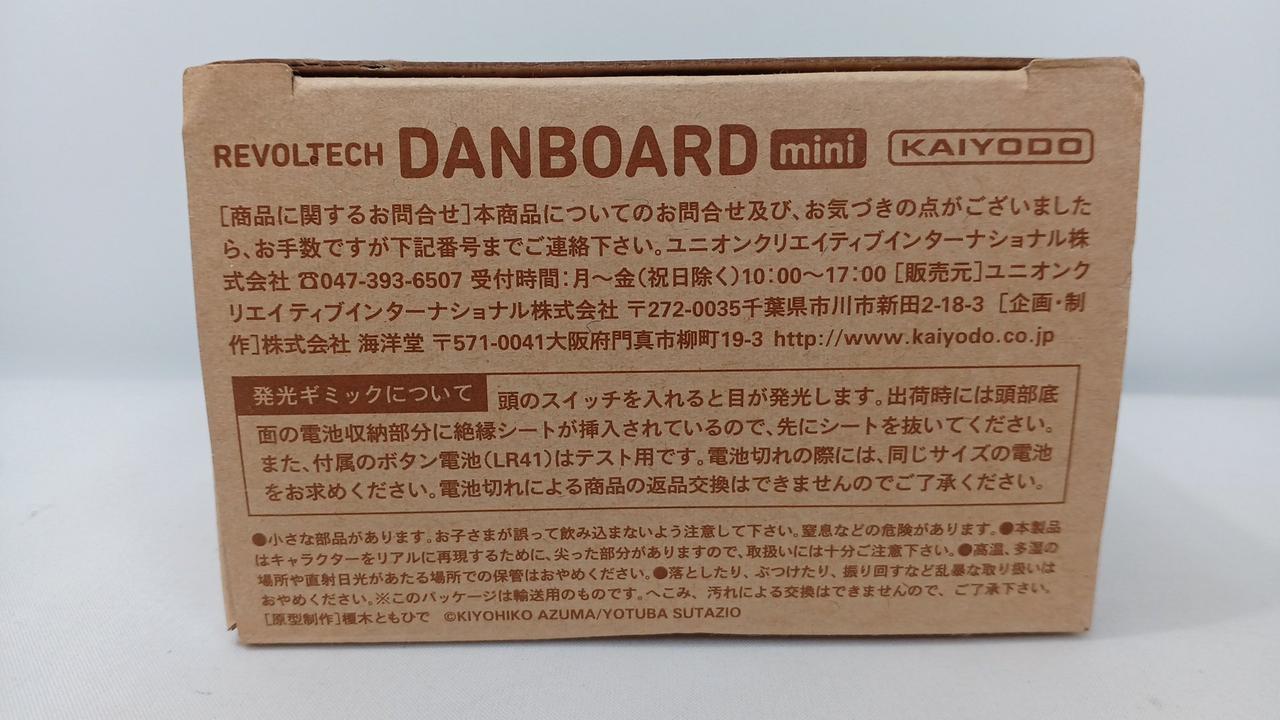 REVOLTECH DANBOARD mini KAIYODO
［商品に関するお問合せ］本商品についてのお問合せ及び、お気づきの点がございました
ら、お手数ですが下記番号までご連絡下さい。ユニオンクリエイティブインターナショナル株
式会社 ☎047-393-6507 受付時間：月〜金（祝日除く）10：00〜17：00［販売元］ユニオンク
リエイティブインターナショナル株式会社 〒272-0035千葉県市川市新田2-18-3［企画・制
作］株式会社 海洋堂 〒571-0041大阪府門真市柳町19-3 http://www.kaiyodo.co.jp
発光ギミックについて 頭のスイッチを入れると目が発光します。出荷時には頭部底
面の電池収納部分に絶縁シートが挿入されているので、先にシートを抜いてください。
また、付属のボタン電池（LR41）はテスト用です。電池切れの際には、同じサイズの電池
をお求めください。電池切れによる商品の返品交換はできませんのでご了承ください。
●小さな部品があります。お子さまが誤って飲み込まないよう注意して下さい。窒息などの危険があります。●本製品
はキャラクターをリアルに再現するために、尖った部分がありますので、取扱いには十分ご注意下さい。●高温、多湿の
場所や直射日光があたる場所での保管はおやめください。●落としたり、ぶつけたり、振り回すなど乱暴な取り扱いは
おやめください。※このパッケージは輸送用のものです。へこみ、汚れによる交換はできませんので、ご了承下さい。
［原型制作］榎木ともひで ©KIYOHIKO AZUMA/YOTUBA SUTAZIO